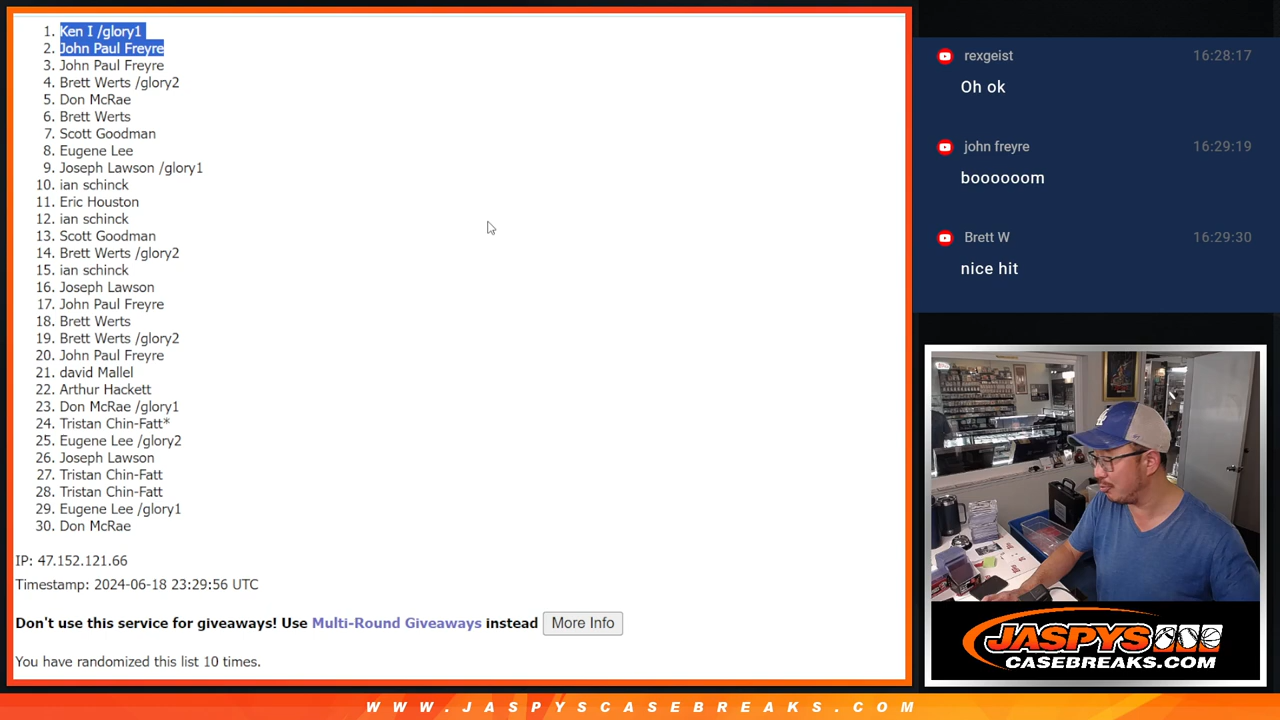 1. Ken I /glory1
2. John Paul Freyre
3. John Paul Freyre
4. Brett Werts /glory2
5. Don McRae
6. Brett Werts
7. Scott Goodman
8. Eugene Lee
9. Joseph Lawson /glory1
10. ian schinck
11. Eric Houston
12. ian schinck
13. Scott Goodman
14. Brett Werts /glory2
15. ian schinck
16. Joseph Lawson
17. John Paul Freyre
18. Brett Werts
19. Brett Werts /glory2
20. John Paul Freyre
21. david Mallel
22. Arthur Hackett
23. Don McRae /glory1
24. Tristan Chin-Fatt*
25. Eugene Lee /glory2
26. Joseph Lawson
27. Tristan Chin-Fatt
28. Tristan Chin-Fatt
29. Eugene Lee /glory1
30. Don McRae
IP: 47.152.121.66
Timestamp: 2024-06-18 23:29:56 UTC
Don't use this service for giveaways! Use Multi-Round Giveaways instead More Info
You have randomized this list 10 times.
rexgeist 16:28:17
Oh ok
john freyre 16:29:19
boooooom
Brett W 16:29:30
nice hit
JASPYS
CASEBREAKS.COM
WWW.JASPYSCASEBREAKS.COM